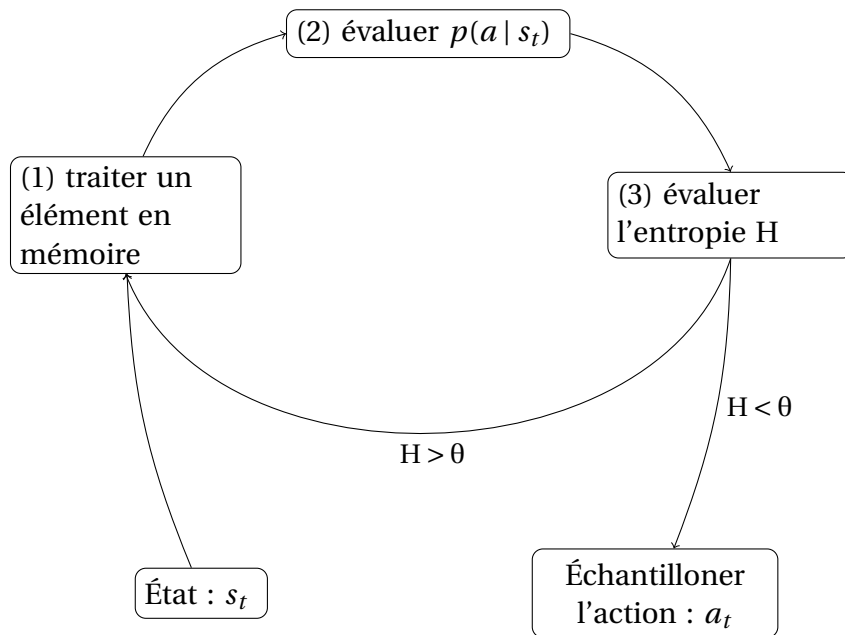 (2) évaluer p(a | s_t)
(1) traiter un
élément en
mémoire
(3) évaluer
l'entropie H
H < θ
H > θ
État : s_t
Échantilloner
l'action : a_t